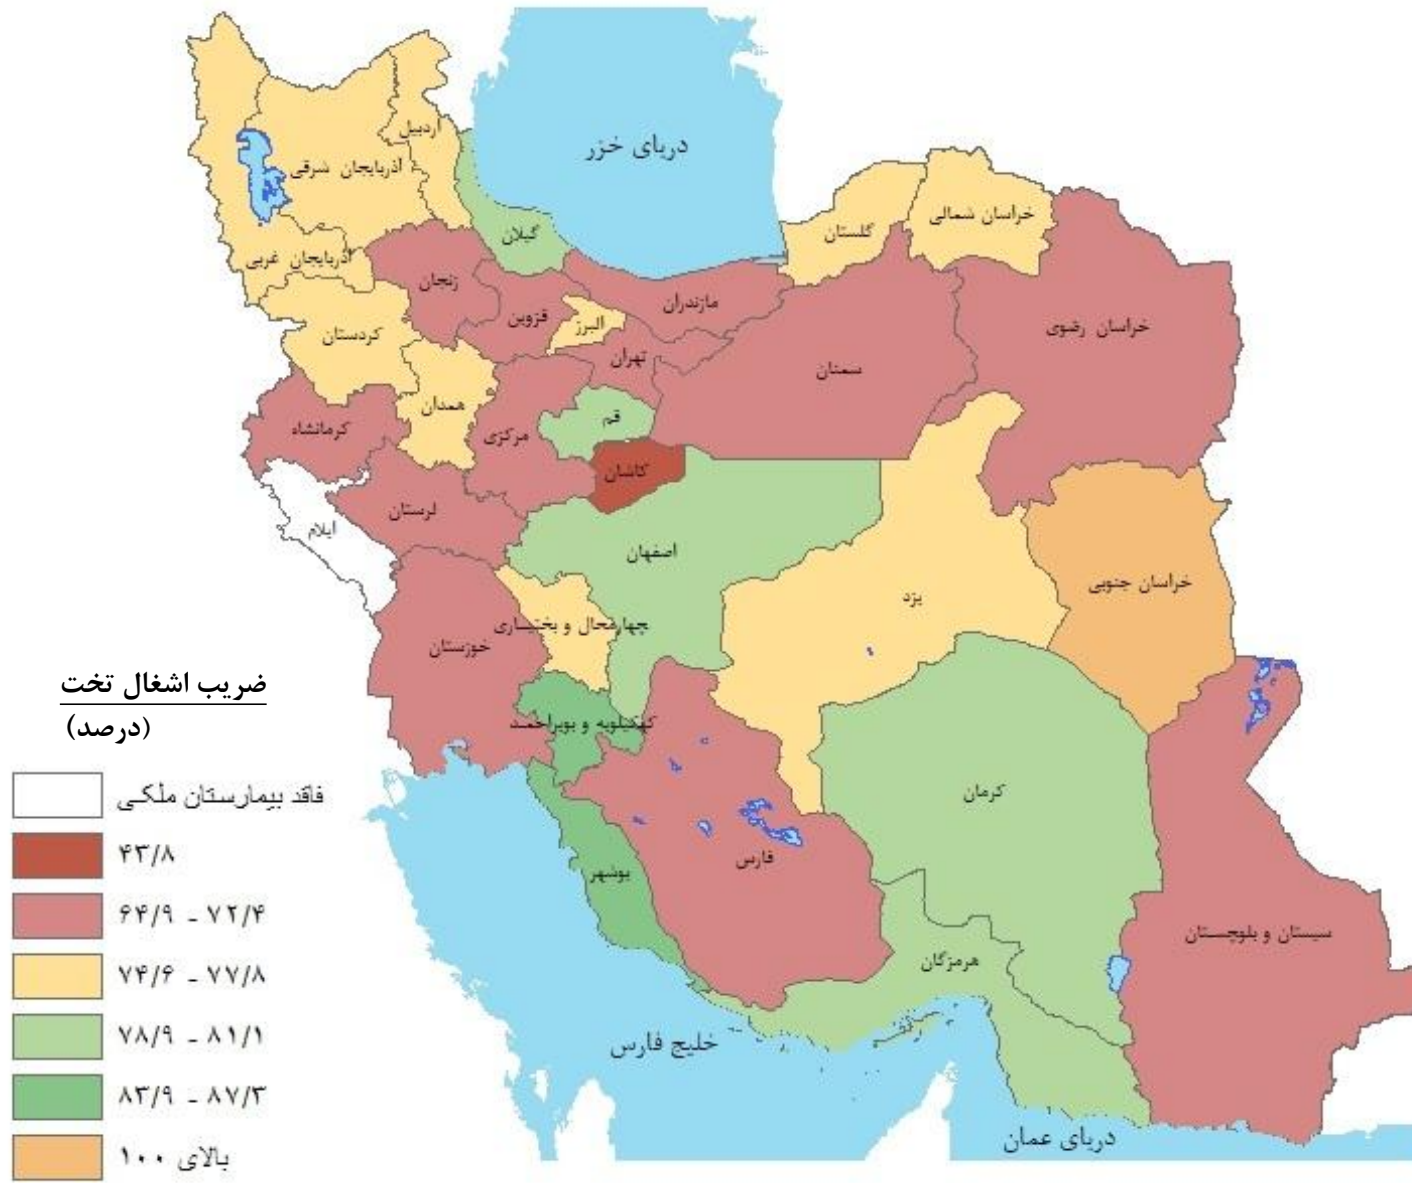 دریای خزر
اردبیل
آذربایجان شرقی
خراسان شمالی
گلستان
گیلان
آذربایجان غربی
زنجان
مازندران
قزوین
البرز
خراسان رضوی
کردستان
تهران
سمنان
همدان
قم
مرکزی
کرمانشاه
کاشان
لرستان
ایلام
اصفهان
خراسان جنوبی
یزد
چهارمحال و بختیاری
خوزستان
کهکیلویه و بویراحمد
کرمان
فارس
بوشهر
سیستان و بلوچستان
هرمزگان
خلیج فارس
دریای عمان
ضریب اشغال تخت
(درصد)
فاقد بیمارستان ملکی
۴۳/۸
۶۴/۹ - ۷۲/۴
۷۴/۶ - ۷۷/۸
۷۸/۹ - ۸۱/۱
۸۳/۹ - ۸۷/۳
بالای ۱۰۰